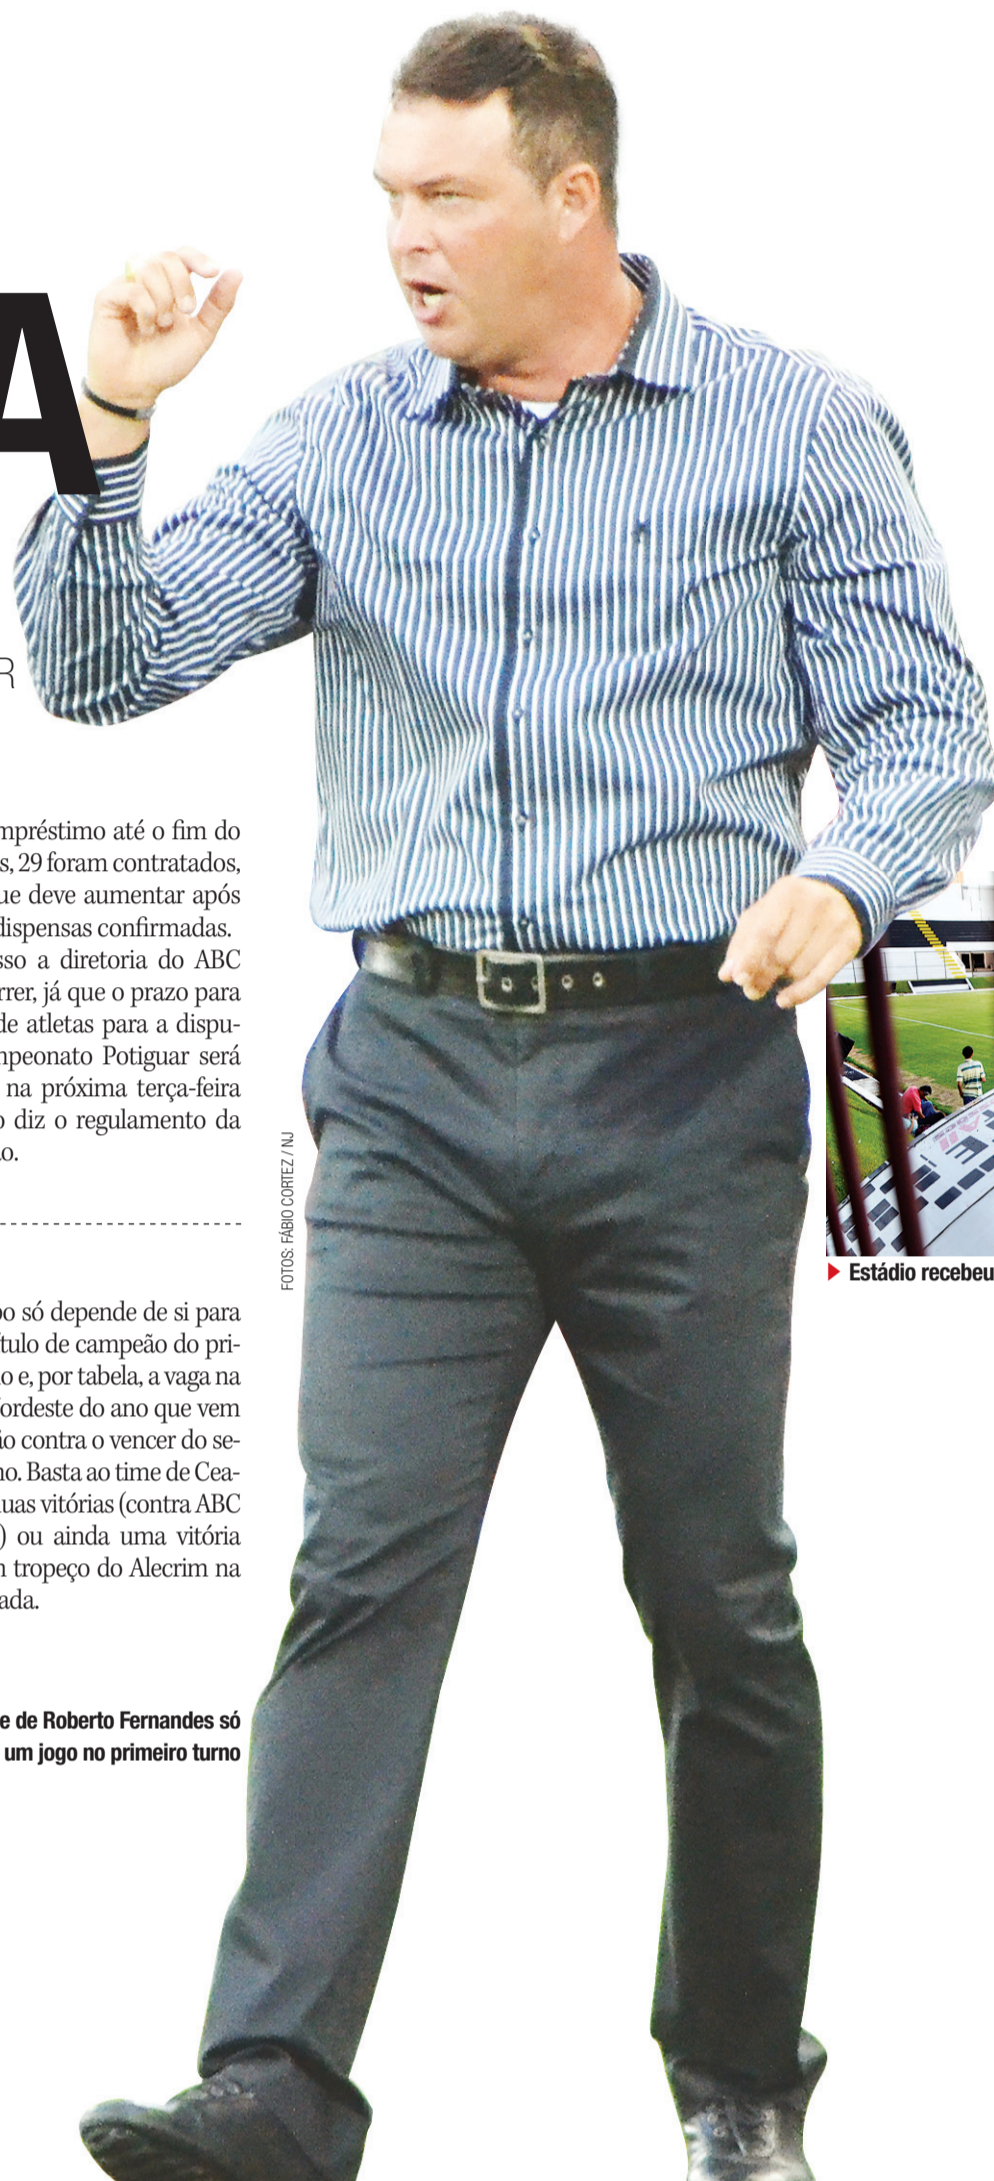 A
R
mpréstimo até o fim do
s, 29 foram contratados,
ue deve aumentar após
dispensas confirmadas.
sso a diretoria do ABC
rrer, já que o prazo para
de atletas para a dispu-
mpeonato Potiguar será
na próxima terça-feira
o diz o regulamento da
o.
po só depende de si para
tulo de campeão do pri-
o e, por tabela, a vaga na
Nordeste do ano que vem
ão contra o vencer do se-
no. Basta ao time de Cea-
duas vitórias (contra ABC
) ou ainda uma vitória
m tropeço do Alecrim na
ada.
e de Roberto Fernandes só
um jogo no primeiro turno
FOTOS: FÁBIO CORTEZ / NJ
Estádio recebeu